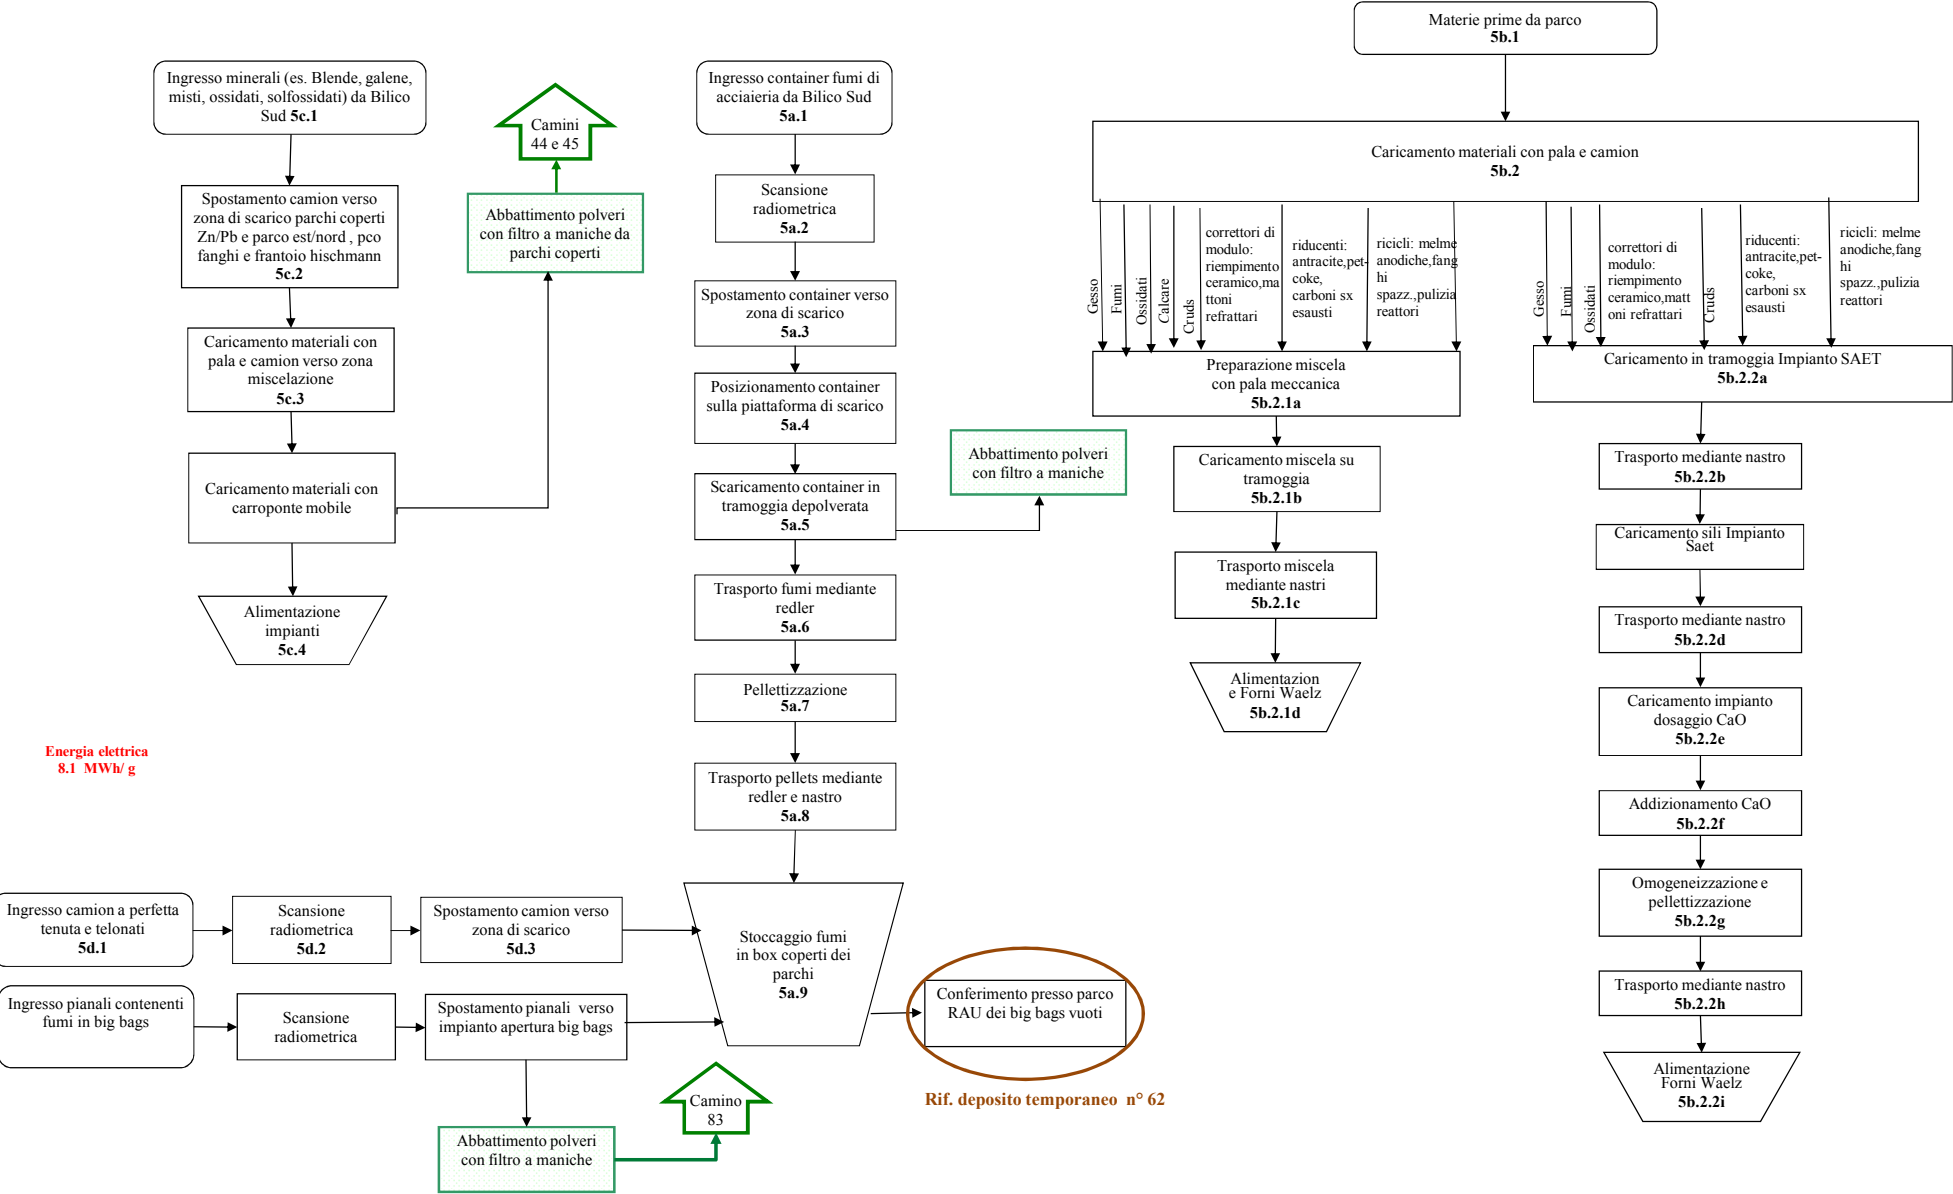 Ingresso minerali (es. Blende, galene,
misti, ossidati, solfossidati) da Bilico
Sud 5c.1
Spostamento camion verso
zona di scarico parchi coperti
Zn/Pb e parco est/nord , pco
fanghi e frantoio hischmann
5c.2
Caricamento materiali con
pala e camion verso zona
miscelazione
5c.3
Caricamento materiali con
carroponte mobile
Alimentazione
impianti
5c.4
Camini
44 e 45
Abbattimento polveri
con filtro a maniche da
parchi coperti
Ingresso container fumi di
acciaieria da Bilico Sud
5a.1
Scansione
radiometrica
5a.2
Spostamento container verso
zona di scarico
5a.3
Posizionamento container
sulla piattaforma di scarico
5a.4
Scaricamento container in
tramoggia depolverata
5a.5
Abbattimento polveri
con filtro a maniche
Trasporto fumi mediante
redler
5a.6
Pellettizzazione
5a.7
Trasporto pellets mediante
redler e nastro
5a.8
Stoccaggio fumi
in box coperti dei
parchi
5a.9
Energia elettrica
8.1 MWh/ g
Ingresso camion a perfetta
tenuta e telonati
5d.1
Scansione
radiometrica
5d.2
Spostamento camion verso
zona di scarico
5d.3
Ingresso pianali contenenti
fumi in big bags
Scansione
radiometrica
Spostamento pianali verso
impianto apertura big bags
Abbattimento polveri
con filtro a maniche
Camino
83
Conferimento presso parco
RAU dei big bags vuoti
Rif. deposito temporaneo n° 62
Materie prime da parco
5b.1
Caricamento materiali con pala e camion
5b.2
Gesso
Fumi
Ossidati
Calcare
Cruds
correttori di
modulo:
riempimento
ceramico,ma
ttoni
refrattari
riducenti:
antracite,pet-
coke,
carboni sx
esausti
ricicli: melme
anodiche,fang
hi
spazz.,pulizia
reattori
Preparazione miscela
con pala meccanica
5b.2.1a
Caricamento miscela su
tramoggia
5b.2.1b
Trasporto miscela
mediante nastri
5b.2.1c
Alimentazion
e Forni Waelz
5b.2.1d
Gesso
Fumi
Ossidati
correttori di
modulo:
riempimento
ceramico,matt
oni refrattari
Cruds
riducenti:
antracite,pet-
coke,
carboni sx
esausti
ricicli: melme
anodiche,fang
hi
spazz.,pulizia
reattori
Caricamento in tramoggia Impianto SAET
5b.2.2a
Trasporto mediante nastro
5b.2.2b
Caricamento sili Impianto
Saet
Trasporto mediante nastro
5b.2.2d
Caricamento impianto
dosaggio CaO
5b.2.2e
Addizionamento CaO
5b.2.2f
Omogeneizzazione e
pellettizzazione
5b.2.2g
Trasporto mediante nastro
5b.2.2h
Alimentazione
Forni Waelz
5b.2.2i